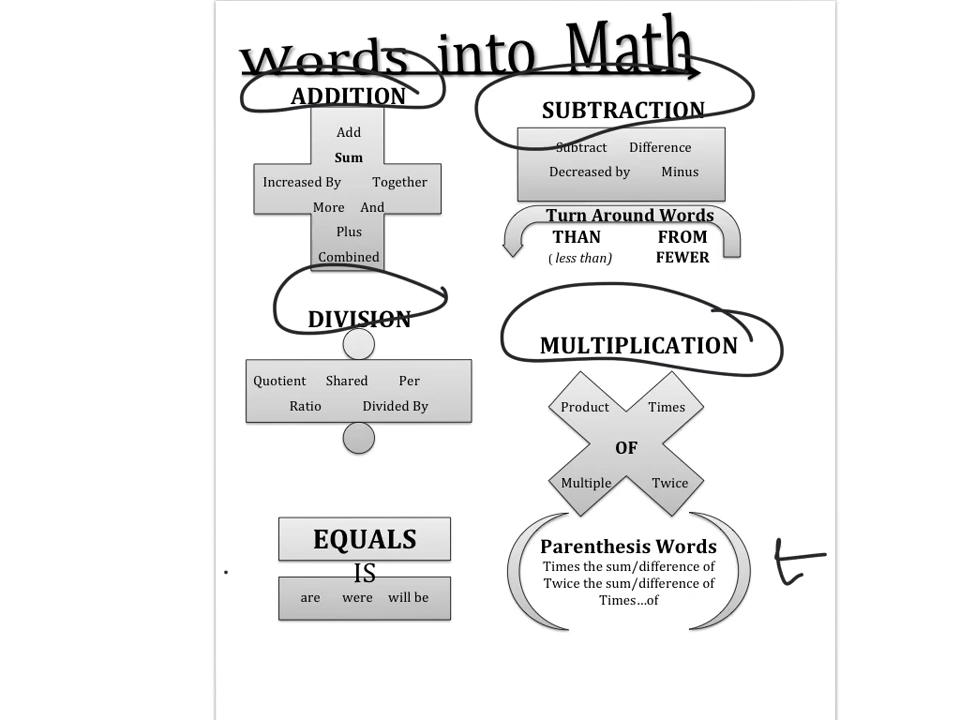 Words into Math
ADDITION
Add
Sum
Increased By Together
More And
Plus
Combined
SUBTRACTION
Subtract Difference
Decreased by Minus
Turn Around Words
THAN FROM
(less than) FEWER
DIVISION
Quotient Shared Per
Ratio Divided By
MULTIPLICATION
Product Times
OF
Multiple Twice
EQUALS
IS
are were will be
Parenthesis Words
Times the sum/difference of
Twice the sum/difference of
Times...of